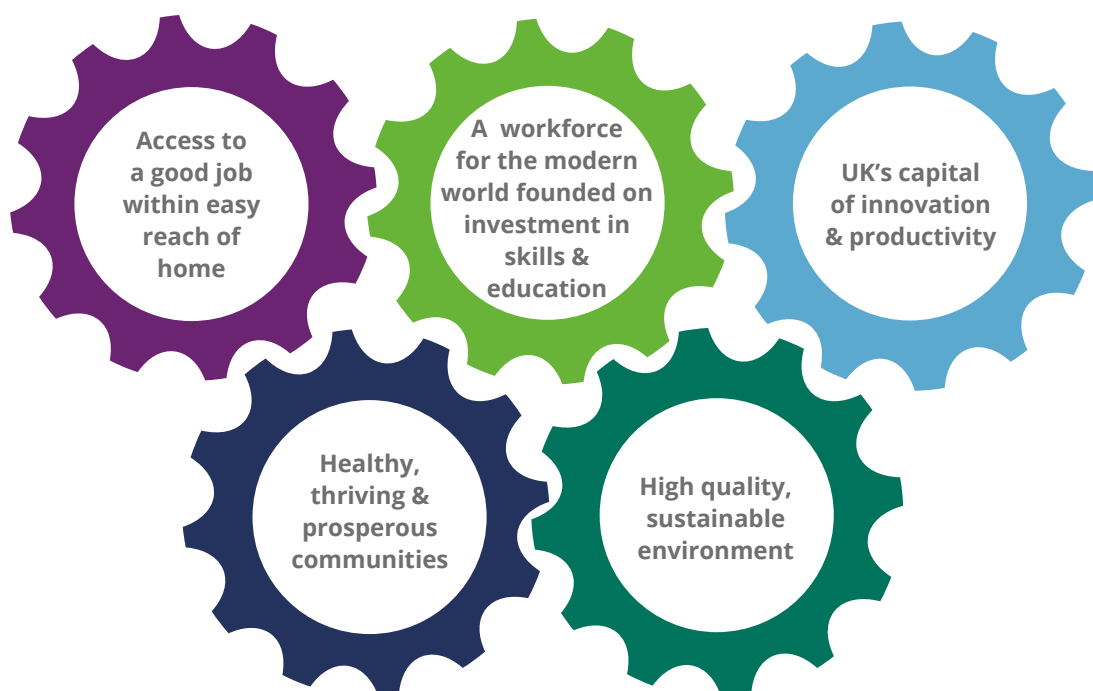 Access to
a good job
within easy
reach of
home
A workforce
for the modern
world founded on
investment in
skills &
education
UK’s capital
of innovation
& productivity
Healthy,
thriving &
prosperous
communities
High quality,
sustainable
environment